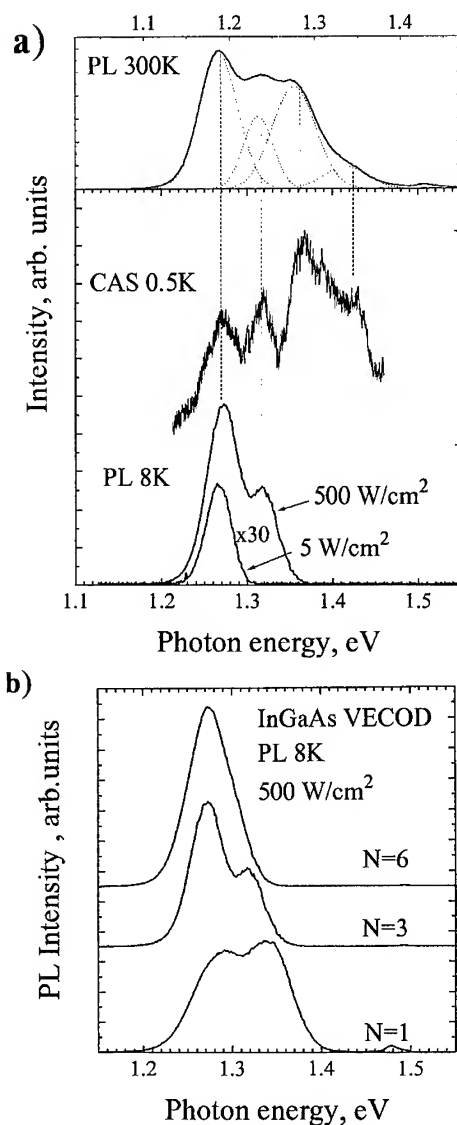 a)
1.1 1.2 1.3 1.4
PL 300K
CAS 0.5K
PL 8K
500 W/cm²
x30
5 W/cm²
Intensity, arb. units
1.1 1.2 1.3 1.4 1.5
Photon energy, eV
b)
InGaAs VECOD
PL 8K
500 W/cm²
N=6
N=3
N=1
PL Intensity , arb.units
1.2 1.3 1.4 1.5
Photon energy, eV